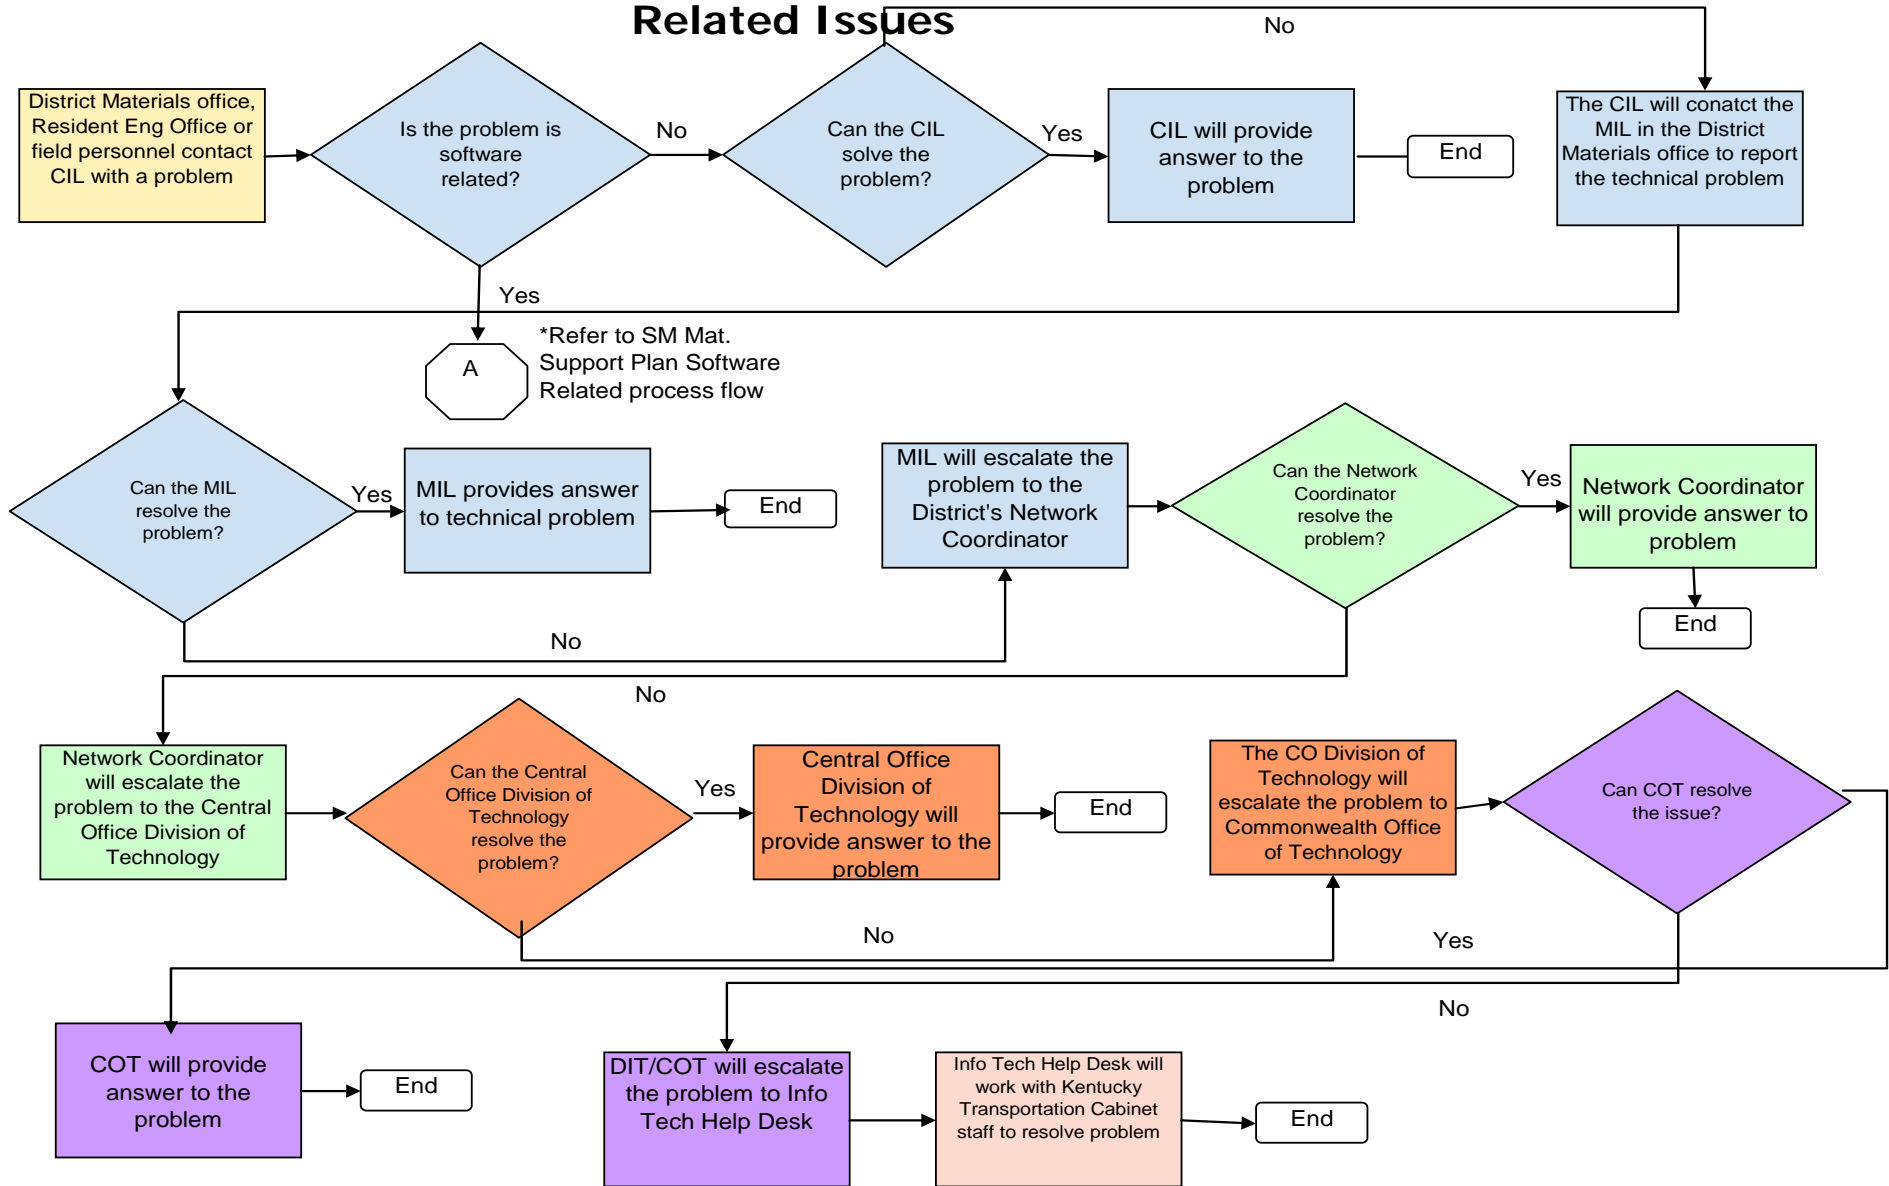 Related Issues
No
District Materials office,
Resident Eng Office or
field personnel contact
CIL with a problem
Is the problem is
software
related?
No
Can the CIL
solve the
problem?
Yes
CIL will provide
answer to the
problem
End
The CIL will conatct the
MIL in the District
Materials office to report
the technical problem
Yes
A
*Refer to SM Mat.
Support Plan Software
Related process flow
Can the MIL
resolve the
problem?
Yes
MIL provides answer
to technical problem
End
MIL will escalate the
problem to the
District's Network
Coordinator
Can the Network
Coordinator
resolve the
problem?
Yes
Network Coordinator
will provide answer to
problem
End
No
No
Network Coordinator
will escalate the
problem to the Central
Office Division of
Technology
Can the Central
Office Division of
Technology
resolve the
problem?
Yes
Central Office
Division of
Technology will
provide answer to the
problem
End
The CO Division of
Technology will
escalate the problem to
Commonwealth Office
of Technology
Can COT resolve
the issue?
No
Yes
No
COT will provide
answer to the
problem
End
DIT/COT will escalate
the problem to Info
Tech Help Desk
Info Tech Help Desk will
work with Kentucky
Transportation Cabinet
staff to resolve problem
End